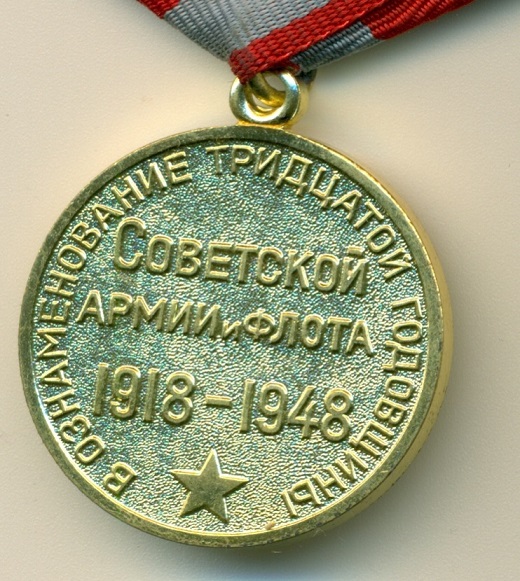 В ОЗНАМЕНОВАНИЕ ТРИДЦАТОЙ ГОДОВЩИНЫ
СОВЕТСКОЙ
АРМИИ и ФЛОТА
1918-1948